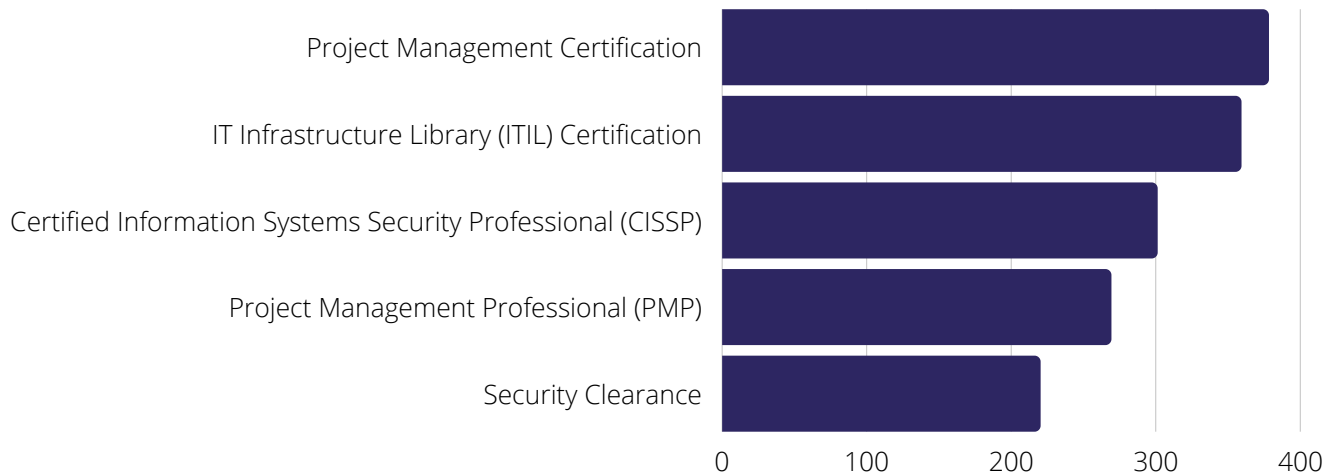 Project Management Certification
IT Infrastructure Library (ITIL) Certification
Certified Information Systems Security Professional (CISSP)
Project Management Professional (PMP)
Security Clearance
0 100 200 300 400